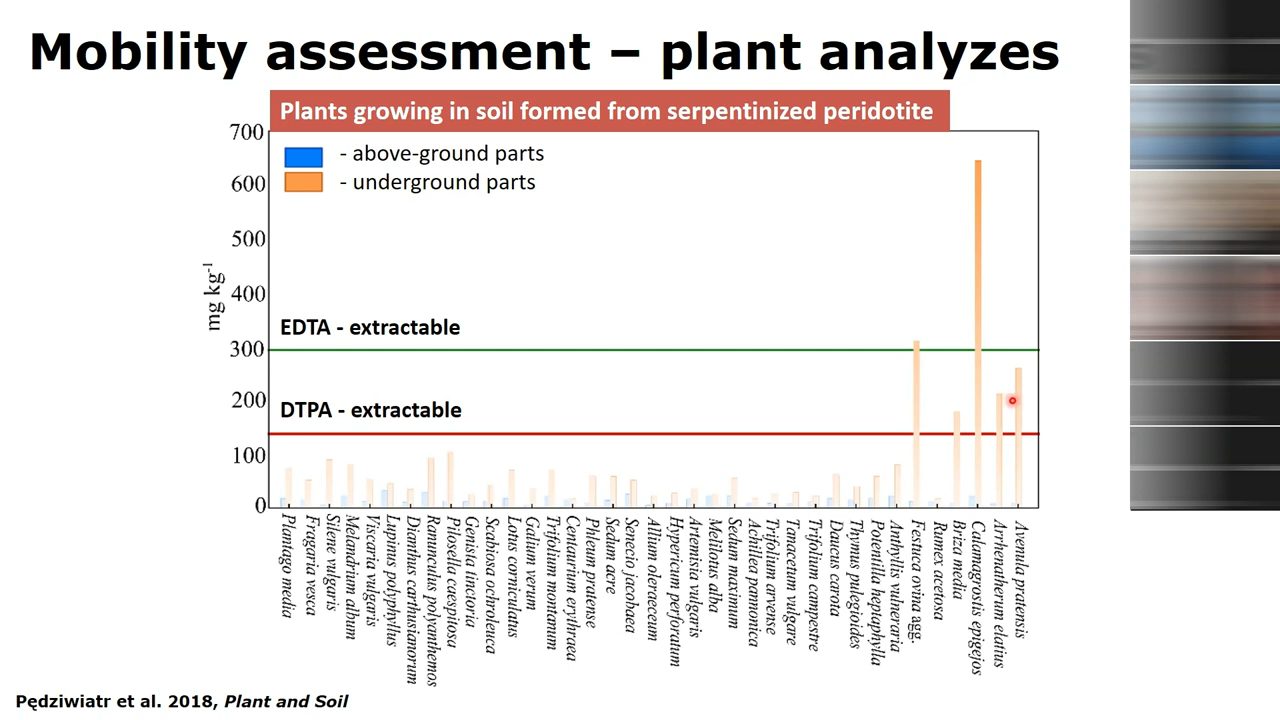 Mobility assessment – plant analyzes
Plants growing in soil formed from serpentinized peridotite
700
600
500
400
300
200
100
0
mg kg-1
- above-ground parts
- underground parts
EDTA - extractable
DTPA - extractable
Plantago media
Fragaria vesca
Silene vulgaris
Melandrium album
Viscaria vulgaris
Lupinus polyphyllus
Dianthus carthusianorum
Ranunculus polyanthemos
Pilosella caespitosa
Genista tinctoria
Scabiosa ochroleuca
Lotus corniculatus
Galium verum
Trifolium montanum
Centaurium erythraea
Phleum pratense
Sedum acre
Senecio jacobaea
Allium oleraceum
Hypericum perforatum
Artemisia vulgaris
Melilotus alba
Sedum maximum
Achillea pannonica
Trifolium arvense
Tanacetum vulgare
Trifolium campestre
Daucus carota
Thymus pulegioides
Potentilla heptaphylla
Anthyllis vulneraria
Festuca ovina agg.
Rumex acetosa
Briza media
Calamagrostis epigejos
Arrhenatherum elatius
Avenula pratensis
Pędziwiatr et al. 2018, Plant and Soil